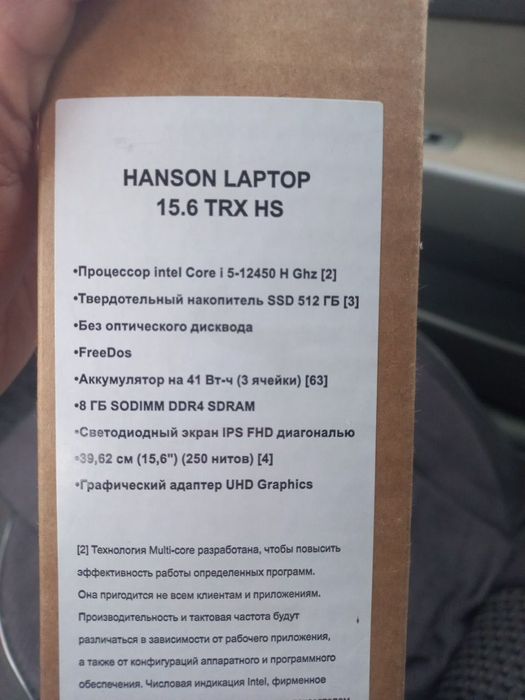 HANSON LAPTOP
15.6 TRX HS
•Процессор intel Core i 5-12450 H Ghz [2]
•Твердотельный накопитель SSD 512 ГБ [3]
•Без оптического дисквода
•FreeDos
•Аккумулятор на 41 Вт-ч (3 ячейки) [63]
•8 ГБ SODIMM DDR4 SDRAM
•Светодиодный экран IPS FHD диагональю
•39,62 см (15,6") (250 нитов) [4]
•Графический адаптер UHD Graphics
[2] Технология Multi-core разработана, чтобы повысить
эффективность работы определенных программ.
Она пригодится не всем клиентам и приложениям.
Производительность и тактовая частота будут
различаться в зависимости от рабочего приложения,
а также от конфигураций аппаратного и программного
обеспечения. Числовая индикация Intel, фирменное